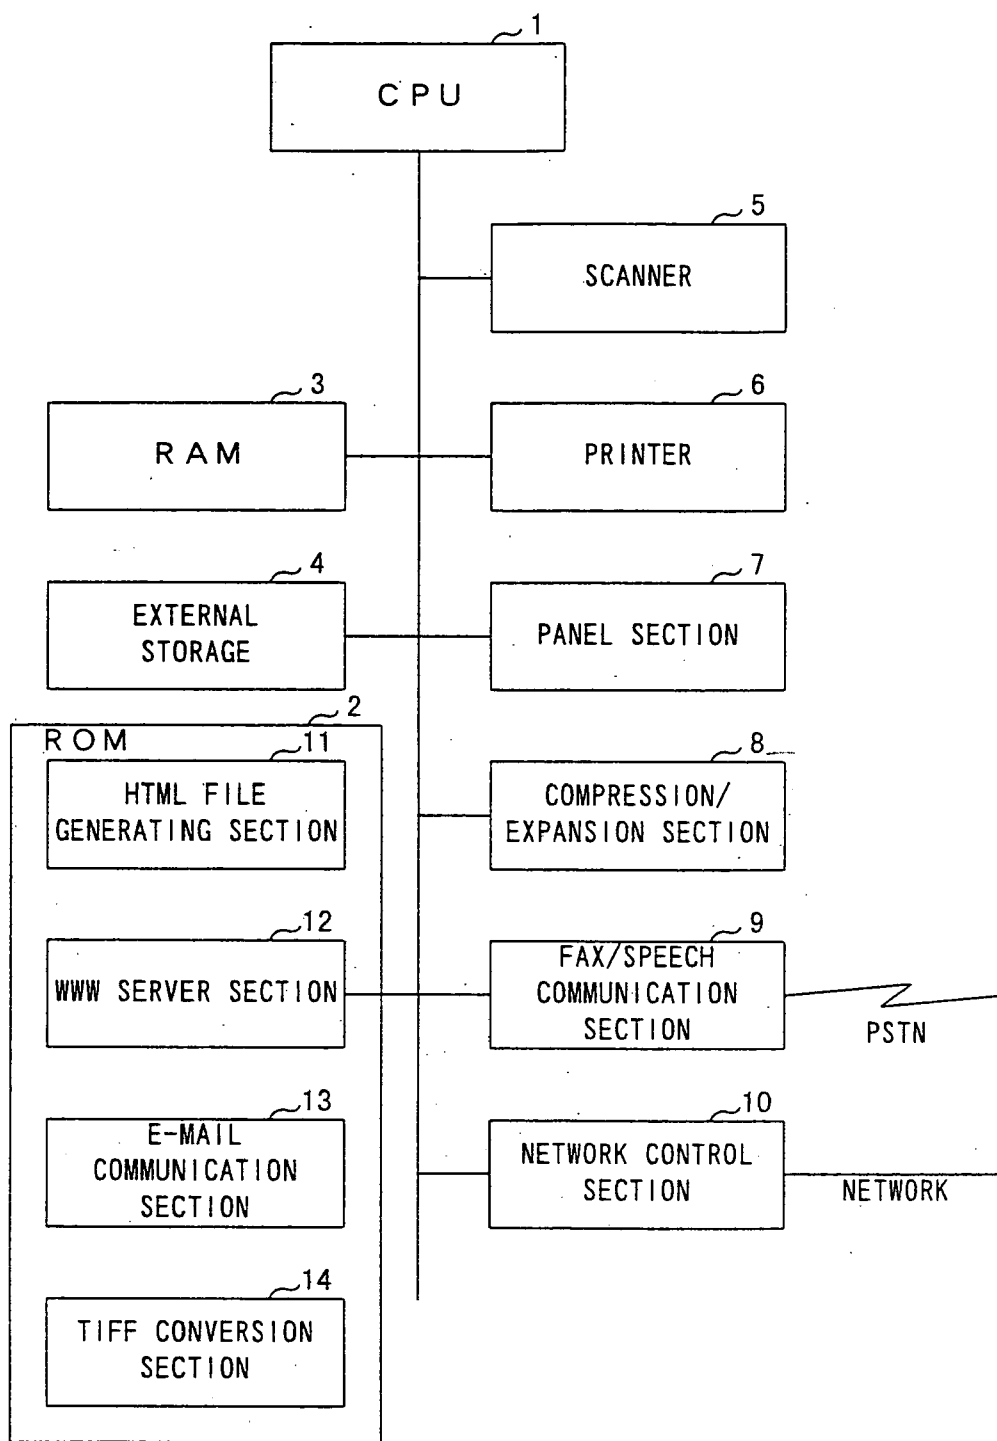 1
CPU
5
SCANNER
3
RAM
6
PRINTER
4
EXTERNAL
STORAGE
7
PANEL SECTION
2
ROM
11
HTML FILE
GENERATING SECTION
8
COMPRESSION/
EXPANSION SECTION
12
WWW SERVER SECTION
9
FAX/SPEECH
COMMUNICATION
SECTION
PSTN
13
E-MAIL
COMMUNICATION
SECTION
10
NETWORK CONTROL
SECTION
NETWORK
14
TIFF CONVERSION
SECTION